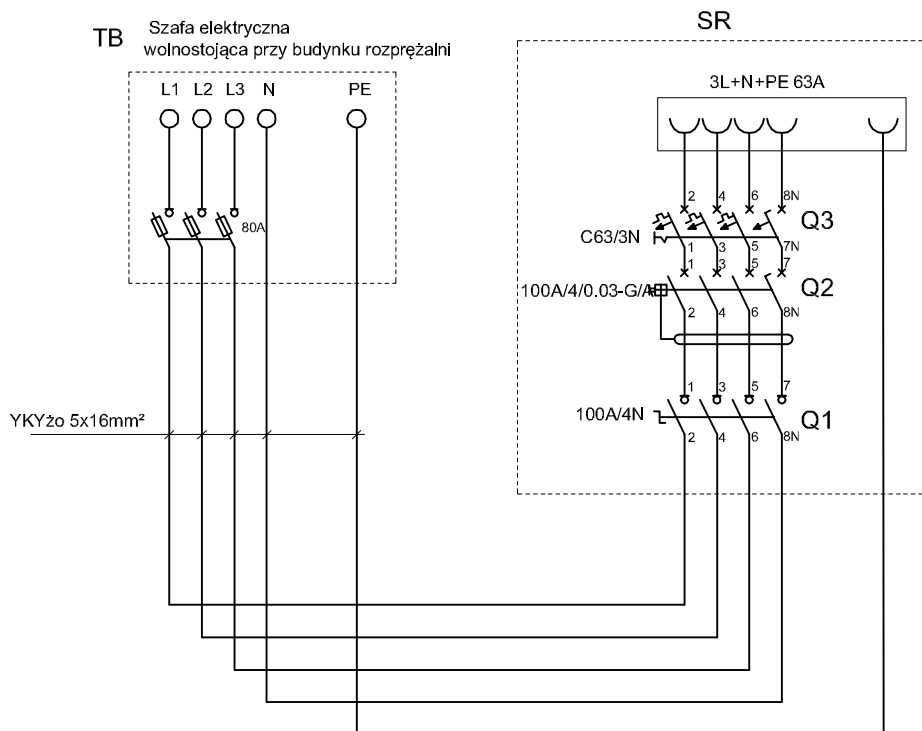 TB
Szafa elektryczna
wolnostojąca przy budynku rozprężalni
L1 L2 L3 N PE
80A
YKYżo 5x16mm²
SR
3L+N+PE 63A
2 4 6 8N
Q3
C63/3N
1 3 5 7N
1 3 5 7
100A/4/0.03-G/A
Q2
2 4 6 8N
1 3 5 7
100A/4N
Q1
2 4 6 8N